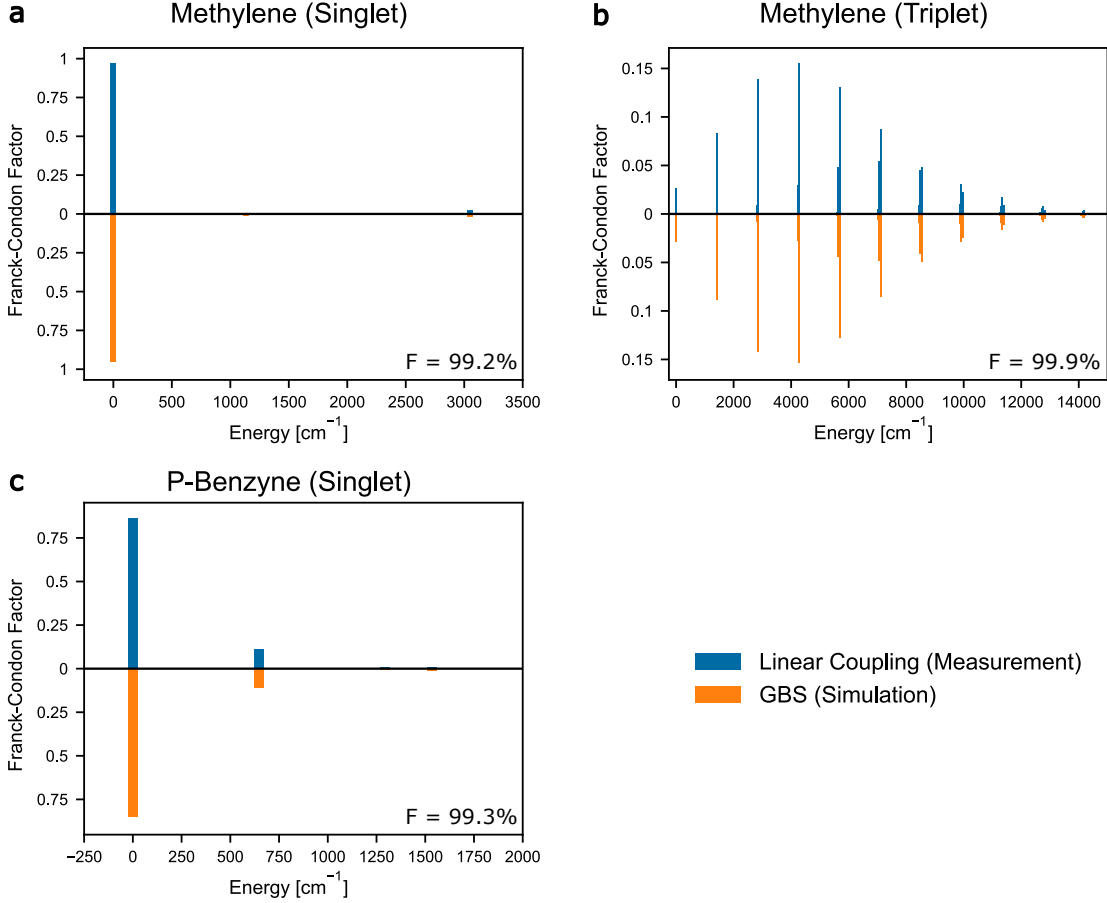 a
Methylene (Singlet)
Franck-Condon Factor
1
0.75
0.5
0.25
0
0.25
0.5
0.75
1
F = 99.2%
0 500 1000 1500 2000 2500 3000 3500
Energy [cm⁻¹]
b
Methylene (Triplet)
Franck-Condon Factor
0.15
0.1
0.05
0
0.05
0.1
0.15
F = 99.9%
0 2000 4000 6000 8000 10000 12000 14000
Energy [cm⁻¹]
c
P-Benzyne (Singlet)
Franck-Condon Factor
0.75
0.5
0.25
0
0.25
0.5
0.75
F = 99.3%
−250 0 250 500 750 1000 1250 1500 1750 2000
Energy [cm⁻¹]
Linear Coupling (Measurement)
GBS (Simulation)